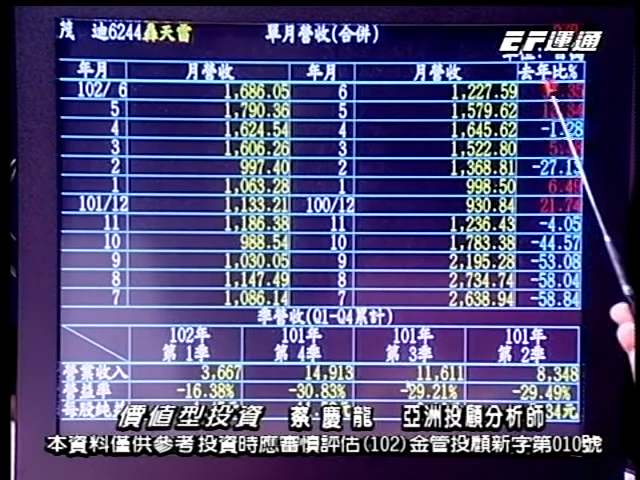 茂 迪6244轟天雷 單月營收(合併)
EF運通
年月 月營收 年月 月營收 去年比%
102/ 6 1,686.05 6 1,227.59
5 1,790.36 5 1,579.62
4 1,624.54 4 1,645.62 -1.28
3 1,606.26 3 1,522.80
2 997.40 2 1,368.81 -27.13
1 1,063.28 1 998.50 6.49
101/12 1,133.21 100/12 930.84 21.74
11 1,186.38 11 1,236.43 -4.05
10 988.54 10 1,783.38 -44.57
9 1,030.05 9 2,195.28 -53.08
8 1,147.49 8 2,734.74 -58.04
7 1,086.14 7 2,638.94 -58.84
季營收(Q1-Q4累計)
102年 101年 101年 101年
第 1季 第 4季 第 3季 第 2季
營業收入 3,667 14,913 11,611 8,348
營益率 -16.38% -30.83% -29.21% -29.49%
每股純 34元
價值型投資 蔡慶龍 亞洲投顧分析師
本資料僅供參考投資時應審慎評估(102)金管投顧新字第010號